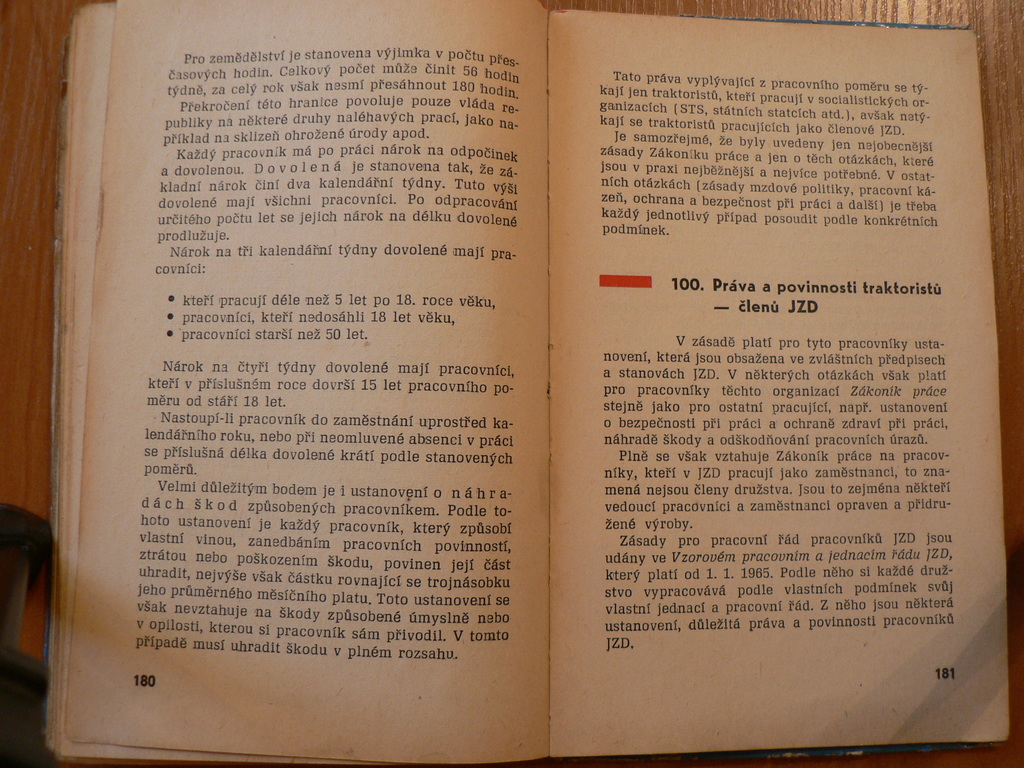 Pro zemědělství je stanovena výjimka v počtu přes-
časových hodin. Celkový počet může činit 56 hodin
týdně, za celý rok však nesmí přesáhnout 180 hodin.
Překročení této hranice povoluje pouze vláda re-
publiky na některé druhy naléhavých prací, jako na-
příklad na sklizeň ohrožené úrody apod.
Každý pracovník má po práci nárok na odpočinek
a dovolenou. Dovolená je stanovena tak, že zá-
kladní nárok činí dva kalendářní týdny. Tuto výši
dovolené mají všichni pracovníci. Po odpracování
určitého počtu let se jejich nárok na délku dovolené
prodlužuje.
Nárok na tři kalendářní týdny dovolené mají pra-
covníci:
• kteří pracují déle než 5 let po 18. roce věku,
• pracovníci, kteří nedosáhli 18 let věku,
• pracovníci starší než 50 let.
Nárok na čtyři týdny dovolené mají pracovníci,
kteří v příslušném roce dovrší 15 let pracovního po-
měru od stáří 18 let.
Nastoupí-li pracovník do zaměstnání uprostřed ka-
lendářního roku, nebo při neomluvené absenci v práci
se příslušná délka dovolené krátí podle stanovených
poměrů.
Velmi důležitým bodem je i ustanovení o náhra-
dách škod způsobených pracovníkem. Podle to-
hoto ustanovení je každý pracovník, který způsobí
vlastní vinou, zanedbáním pracovních povinností,
ztrátou nebo poškozením škodu, povinen její část
uhradit, nejvýše však částku rovnající se trojnásobku
jeho průměrného měsíčního platu. Toto ustanovení se
však nevztahuje na škody způsobené úmyslně nebo
v opilosti, kterou si pracovník sám přivodil. V tomto
případě musí uhradit škodu v plném rozsahu.
180
Tato práva vyplývající z pracovního poměru se tý-
kají jen traktoristů, kteří pracují v socialistických or-
ganizacích (STS, státních statcích atd.), avšak netý-
kají se traktoristů pracujících jako členové JZD.
Je samozřejmé, že byly uvedeny jen nejobecnější
zásady Zákoníku práce a jen o těch otázkách, které
jsou v praxi nejběžnější a nejvíce potřebné. V ostat-
ních otázkách (zásady mzdové politiky, pracovní ká-
zeň, ochrana a bezpečnost při práci a další) je třeba
každý jednotlivý případ posoudit podle konkrétních
podmínek.
100. Práva a povinnosti traktoristů
— členů JZD
V zásadě platí pro tyto pracovníky usta-
novení, která jsou obsažena ve zvláštních předpisech
a stanovách JZD. V některých otázkách však platí
pro pracovníky těchto organizací Zákoník práce
stejně jako pro ostatní pracující, např. ustanovení
o bezpečnosti při práci a ochraně zdraví při práci,
náhradě škody a odškodňování pracovních úrazů.
Plně se však vztahuje Zákoník práce na pracov-
níky, kteří v JZD pracují jako zaměstnanci, to zna-
mená nejsou členy družstva. Jsou to zejména někteří
vedoucí pracovníci a zaměstnanci opraven a přidru-
žené výroby.
Zásady pro pracovní řád pracovníků JZD jsou
udány ve Vzorovém pracovním a jednacím řádu JZD,
který platí od 1. 1. 1965. Podle něho si každé druž-
stvo vypracovává podle vlastních podmínek svůj
vlastní jednací a pracovní řád. Z něho jsou některá
ustanovení, důležitá práva a povinnosti pracovníků
JZD.
181